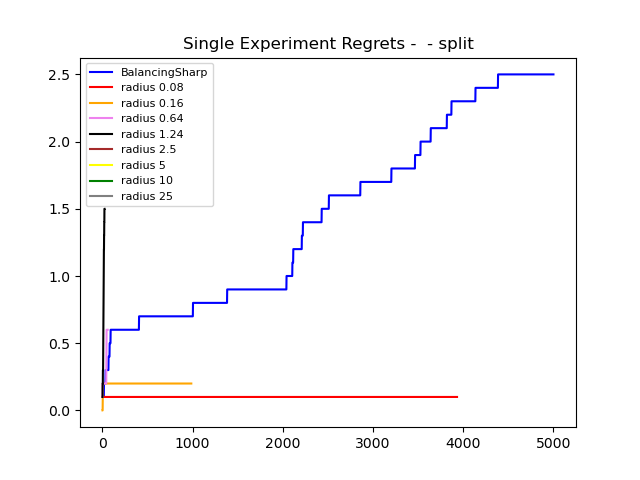 Single Experiment Regrets -  - split
2.5
2.0
1.5
1.0
0.5
0.0
BalancingSharp
radius 0.08
radius 0.16
radius 0.64
radius 1.24
radius 2.5
radius 5
radius 10
radius 25
0 1000 2000 3000 4000 5000